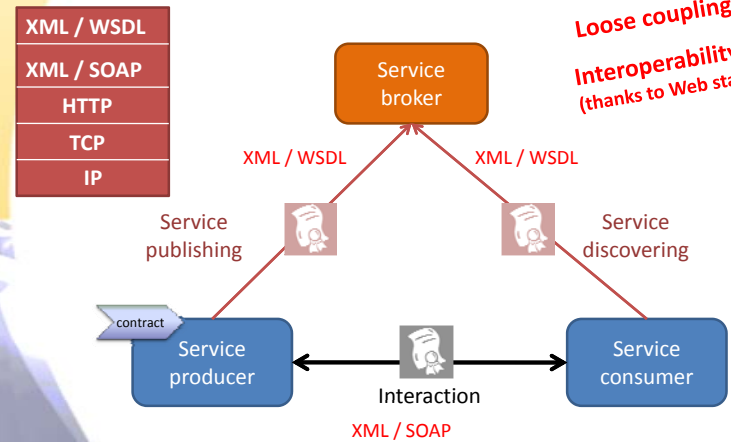 XML / WSDL
XML / SOAP
HTTP
TCP
IP
Loose coupling
Interoperability
(thanks to Web
Service
broker
XML / WSDL
XML / WSDL
Service
publishing
Service
discovering
contract
Service
producer
Interaction
Service
consumer
XML / SOAP